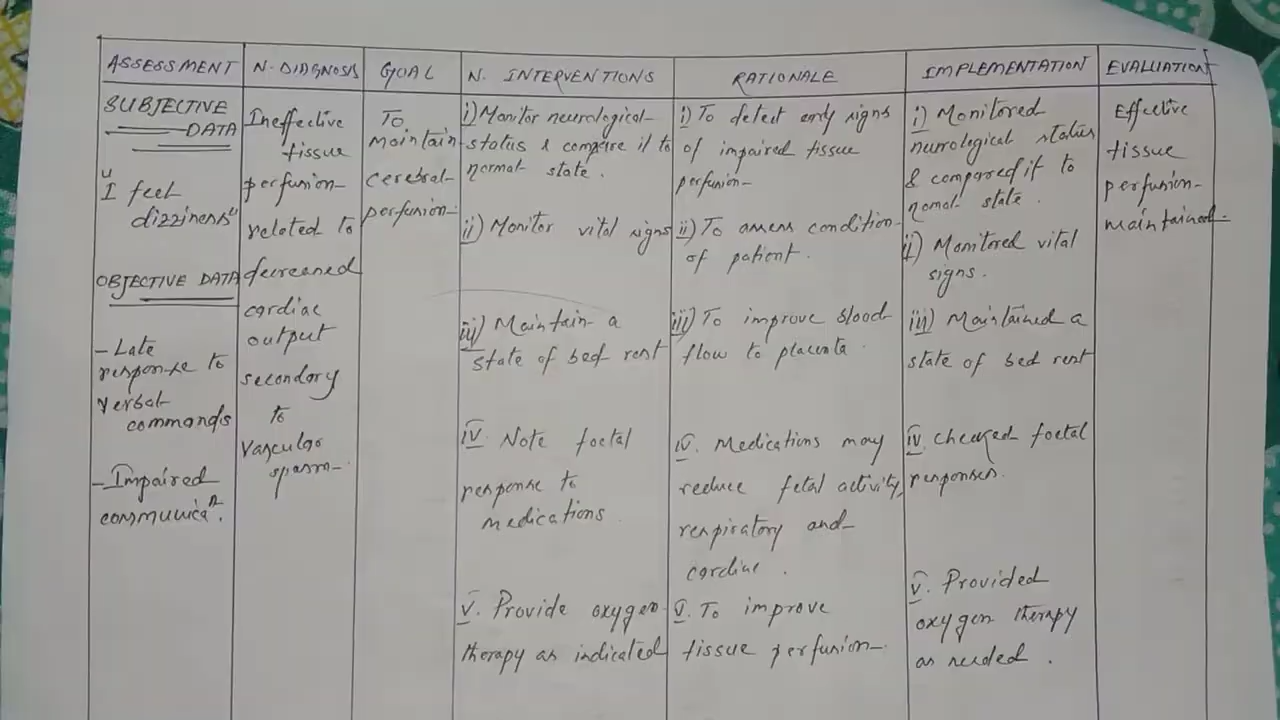 ASSESSMENT
SUBJECTIVE
DATA
"I feel
dizziness"
OBJECTIVE DATA
- Late
response to
verbal
commands
- Impaired
communicaⁿ.
N. DIAGNOSIS
Ineffective
tissue
perfusion
related to
decreased
cardiac
output
secondary
to
vascular
spasm
GOAL
TO
maintain
cerebral
perfusion
N. INTERVENTIONS
i) Monitor neurological
status & compare it to
normal state.
ii) Monitor vital signs
iii) Maintain a
state of bed rest
iv. Note foetal
response to
medications.
v. Provide oxygen
therapy as indicated
RATIONALE
i) To detect early signs
of impaired tissue
perfusion
ii) To assess condition
of patient.
iii) To improve blood
flow to placenta.
iv. Medications may
reduce fetal activity,
respiratory and
cardiac.
v. To improve
tissue perfusion
IMPLEMENTATION
i) Monitored
neurological status
& compared it to
normal state.
ii) Monitored vital
signs.
iii) Maintained a
state of bed rest
iv. checked foetal
responses.
v. Provided
oxygen therapy
as needed.
EVALUATION
Effective
tissue
perfusion
maintained.